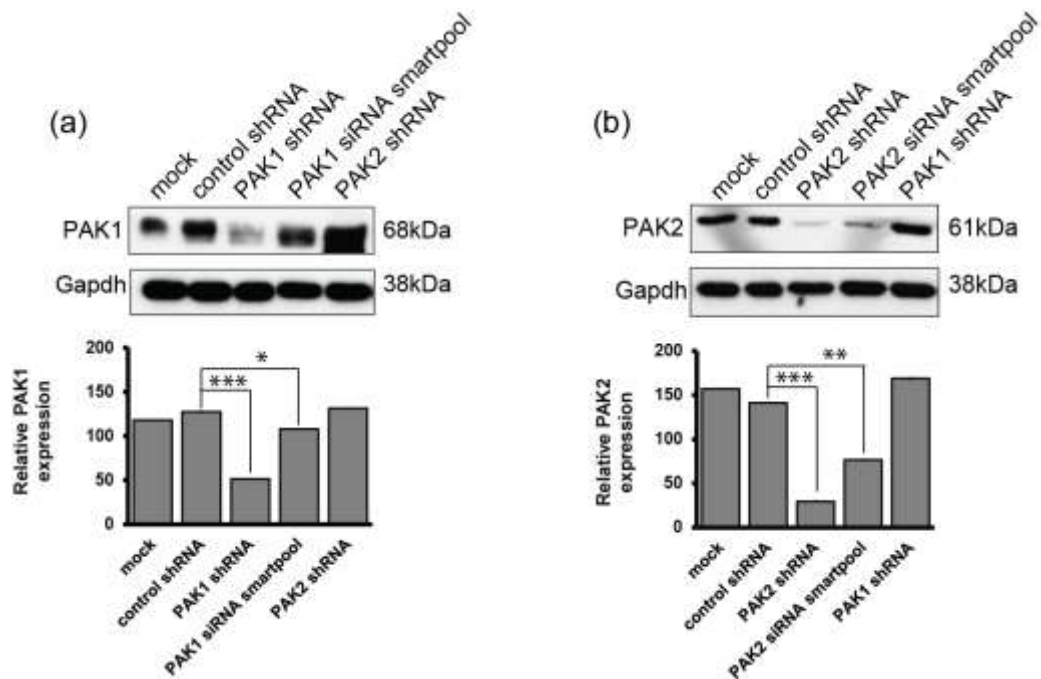 (a)
mock
control shRNA
PAK1 shRNA
PAK1 siRNA smartpool
PAK2 shRNA
PAK1
68kDa
Gapdh
38kDa
Relative PAK1
expression
200
150
100
50
0
*
***
mock
control shRNA
PAK1 shRNA
PAK1 siRNA smartpool
PAK2 shRNA
(b)
mock
control shRNA
PAK2 shRNA
PAK2 siRNA smartpool
PAK1 shRNA
PAK2
61kDa
Gapdh
38kDa
Relative PAK2
expression
200
150
100
50
0
**
***
mock
control shRNA
PAK2 shRNA
PAK2 siRNA smartpool
PAK1 shRNA